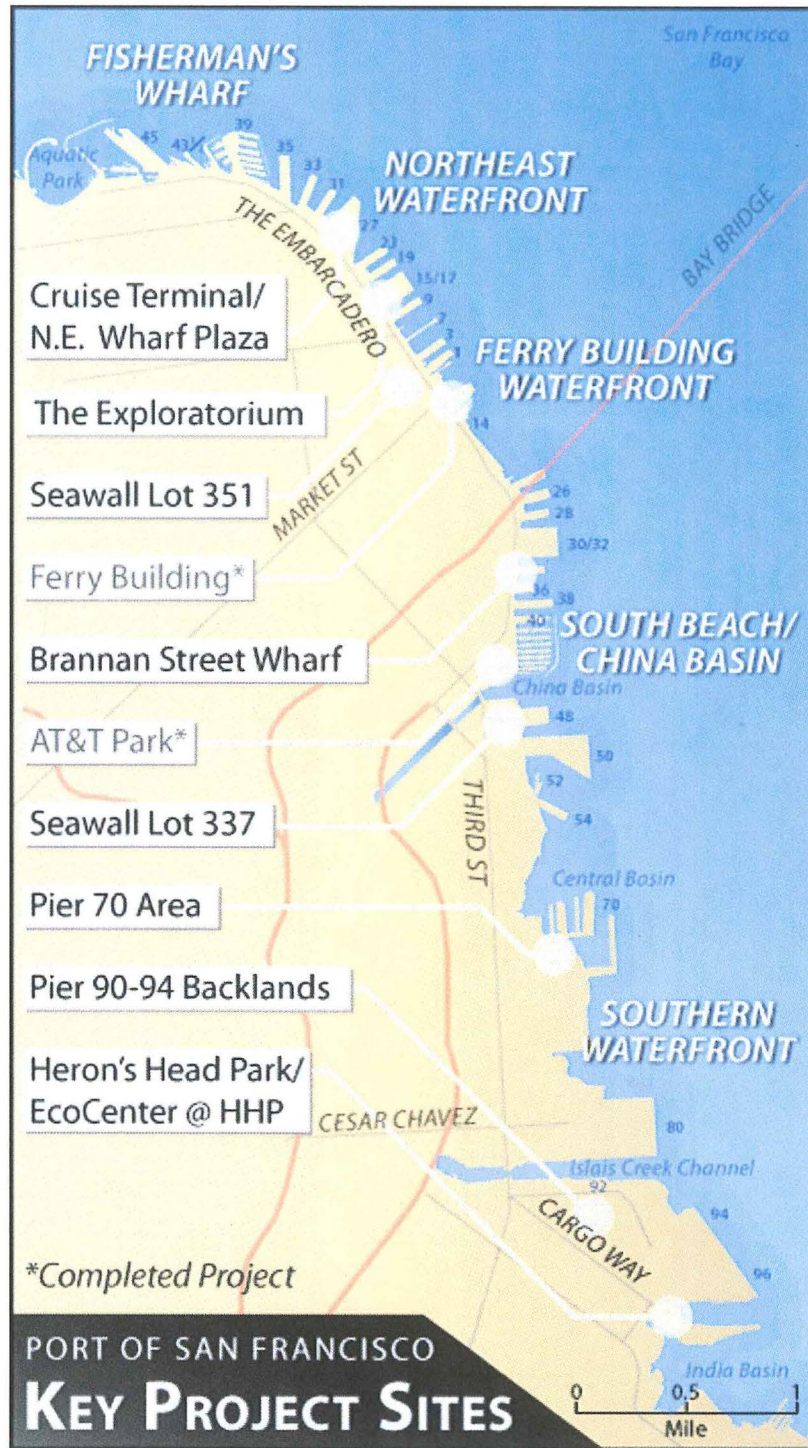 San Francisco
Bay
FISHERMAN'S
WHARF
39
45
43½
35
33
31
Aquatic
Park
NORTHEAST
WATERFRONT
THE EMBARCADERO
27
23
19
15/17
9
7
3
1
BAY BRIDGE
Cruise Terminal/
N.E. Wharf Plaza
FERRY BUILDING
WATERFRONT
The Exploratorium
14
Seawall Lot 351
MARKET ST
26
28
30/32
Ferry Building*
36
38
40
SOUTH BEACH/
CHINA BASIN
Brannan Street Wharf
China Basin
AT&T Park*
48
50
52
54
Seawall Lot 337
THIRD ST
Central Basin
70
Pier 70 Area
Pier 90-94 Backlands
SOUTHERN
WATERFRONT
Heron's Head Park/
EcoCenter @ HHP
CESAR CHAVEZ
80
Islais Creek Channel
92
94
CARGO WAY
96
*Completed Project
PORT OF SAN FRANCISCO
KEY PROJECT SITES
India Basin
0 0.5 1
Mile